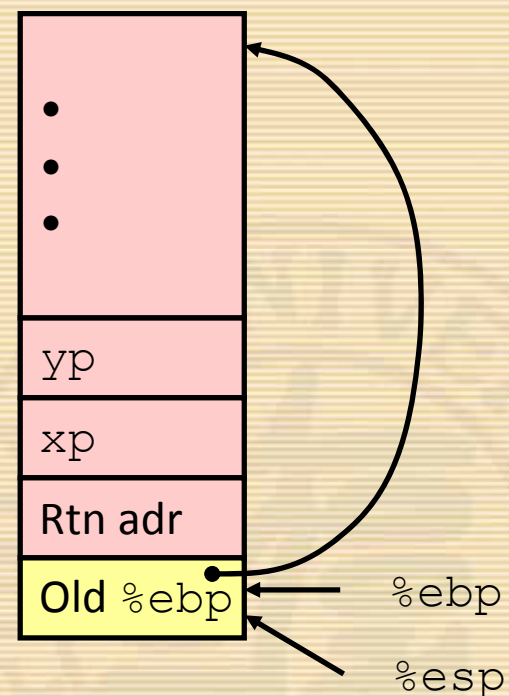 •
•
•
yp
xp
Rtn adr
Old %ebp
%ebp
%esp